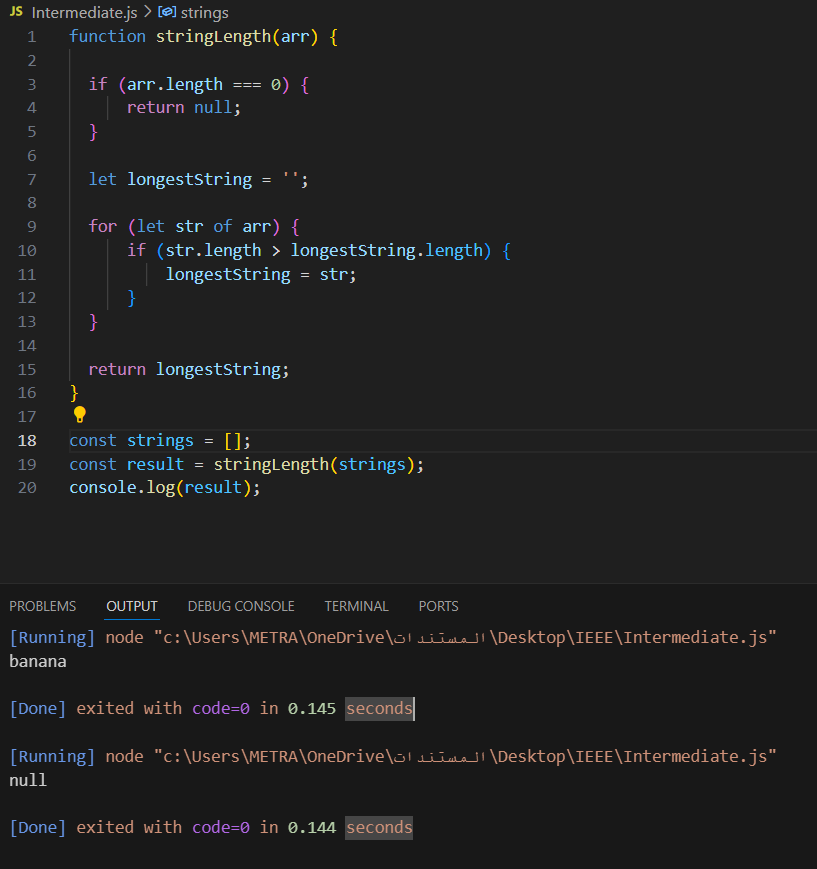 JS Intermediate.js > strings
1 function stringLength(arr) {
2
3 if (arr.length === 0) {
4 return null;
5 }
6
7 let longestString = '';
8
9 for (let str of arr) {
10 if (str.length > longestString.length) {
11 longestString = str;
12 }
13 }
14
15 return longestString;
16 }
17
18 const strings = [];
19 const result = stringLength(strings);
20 console.log(result);
PROBLEMS OUTPUT DEBUG CONSOLE TERMINAL PORTS
[Running] node "c:\Users\METRA\OneDrive\المستندات\Desktop\IEEE\Intermediate.js"
banana
[Done] exited with code=0 in 0.145 seconds
[Running] node "c:\Users\METRA\OneDrive\المستندات\Desktop\IEEE\Intermediate.js"
null
[Done] exited with code=0 in 0.144 seconds